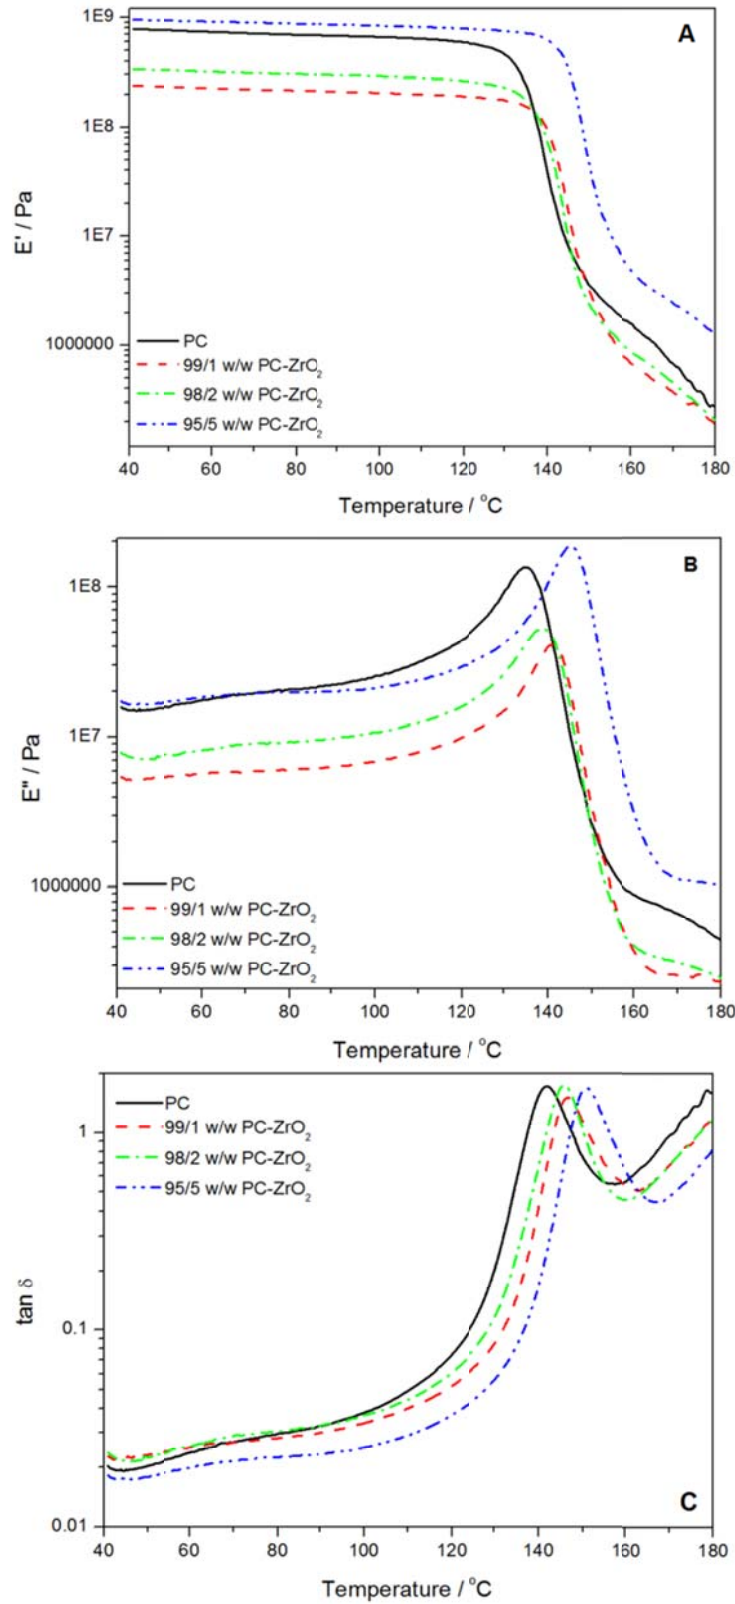 A
1E9
1E8
1E7
1000000
E' / Pa
PC
99/1 w/w PC-ZrO₂
98/2 w/w PC-ZrO₂
95/5 w/w PC-ZrO₂
40 60 80 100 120 140 160 180
Temperature / °C
B
1E8
1E7
1000000
E" / Pa
PC
99/1 w/w PC-ZrO₂
98/2 w/w PC-ZrO₂
95/5 w/w PC-ZrO₂
40 60 80 100 120 140 160 180
Temperature / °C
PC
99/1 w/w PC-ZrO₂
98/2 w/w PC-ZrO₂
95/5 w/w PC-ZrO₂
1
0.1
0.01
tan δ
C
40 60 80 100 120 140 160 180
Temperature / °C